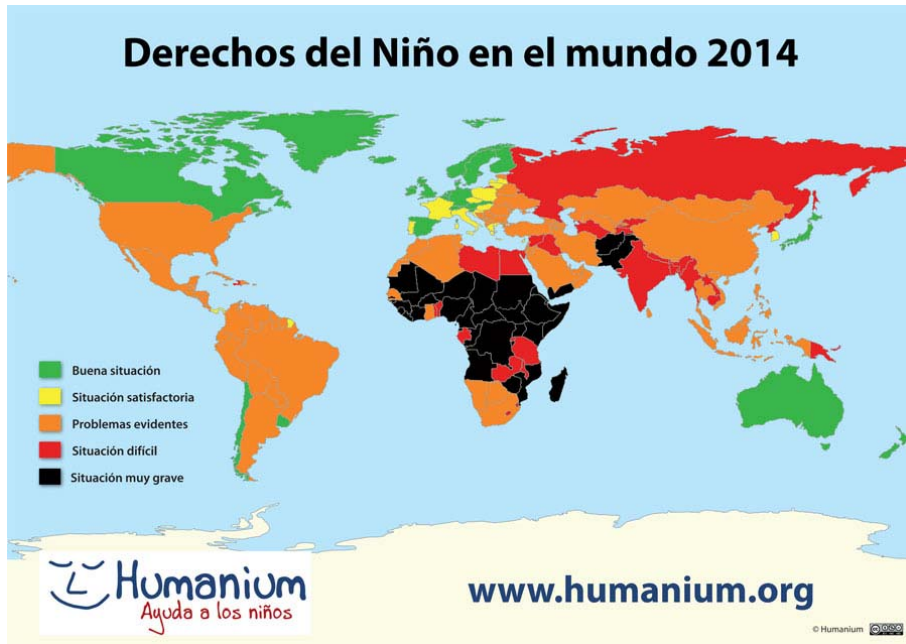 Derechos del Niño en el mundo 2014
Buena situación
Situación satisfactoria
Problemas evidentes
Situación difícil
Situación muy grave
Humanium
Ayuda a los niños
www.humanium.org
© Humanium